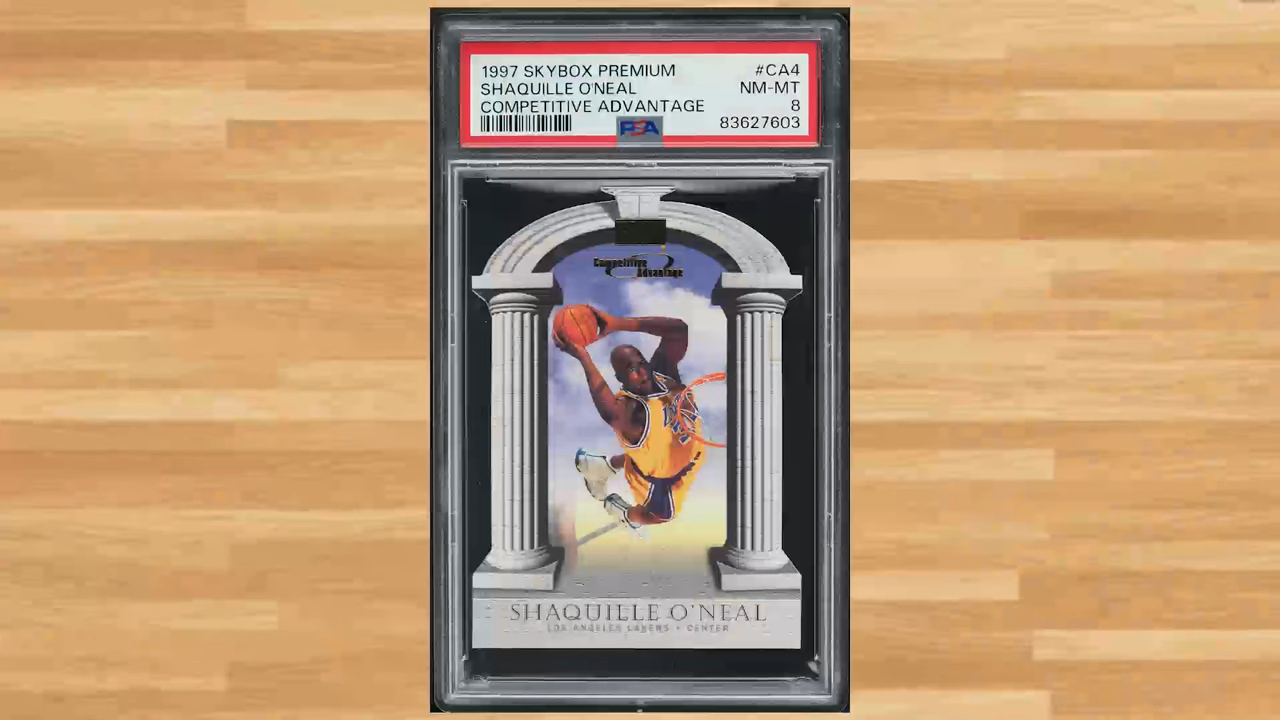 1997 SKYBOX PREMIUM #CA4
SHAQUILLE O'NEAL NM-MT
COMPETITIVE ADVANTAGE 8
PSA 83627603
Competitive
Advantage
SHAQUILLE O'NEAL
LOS ANGELES LAKERS • CENTER